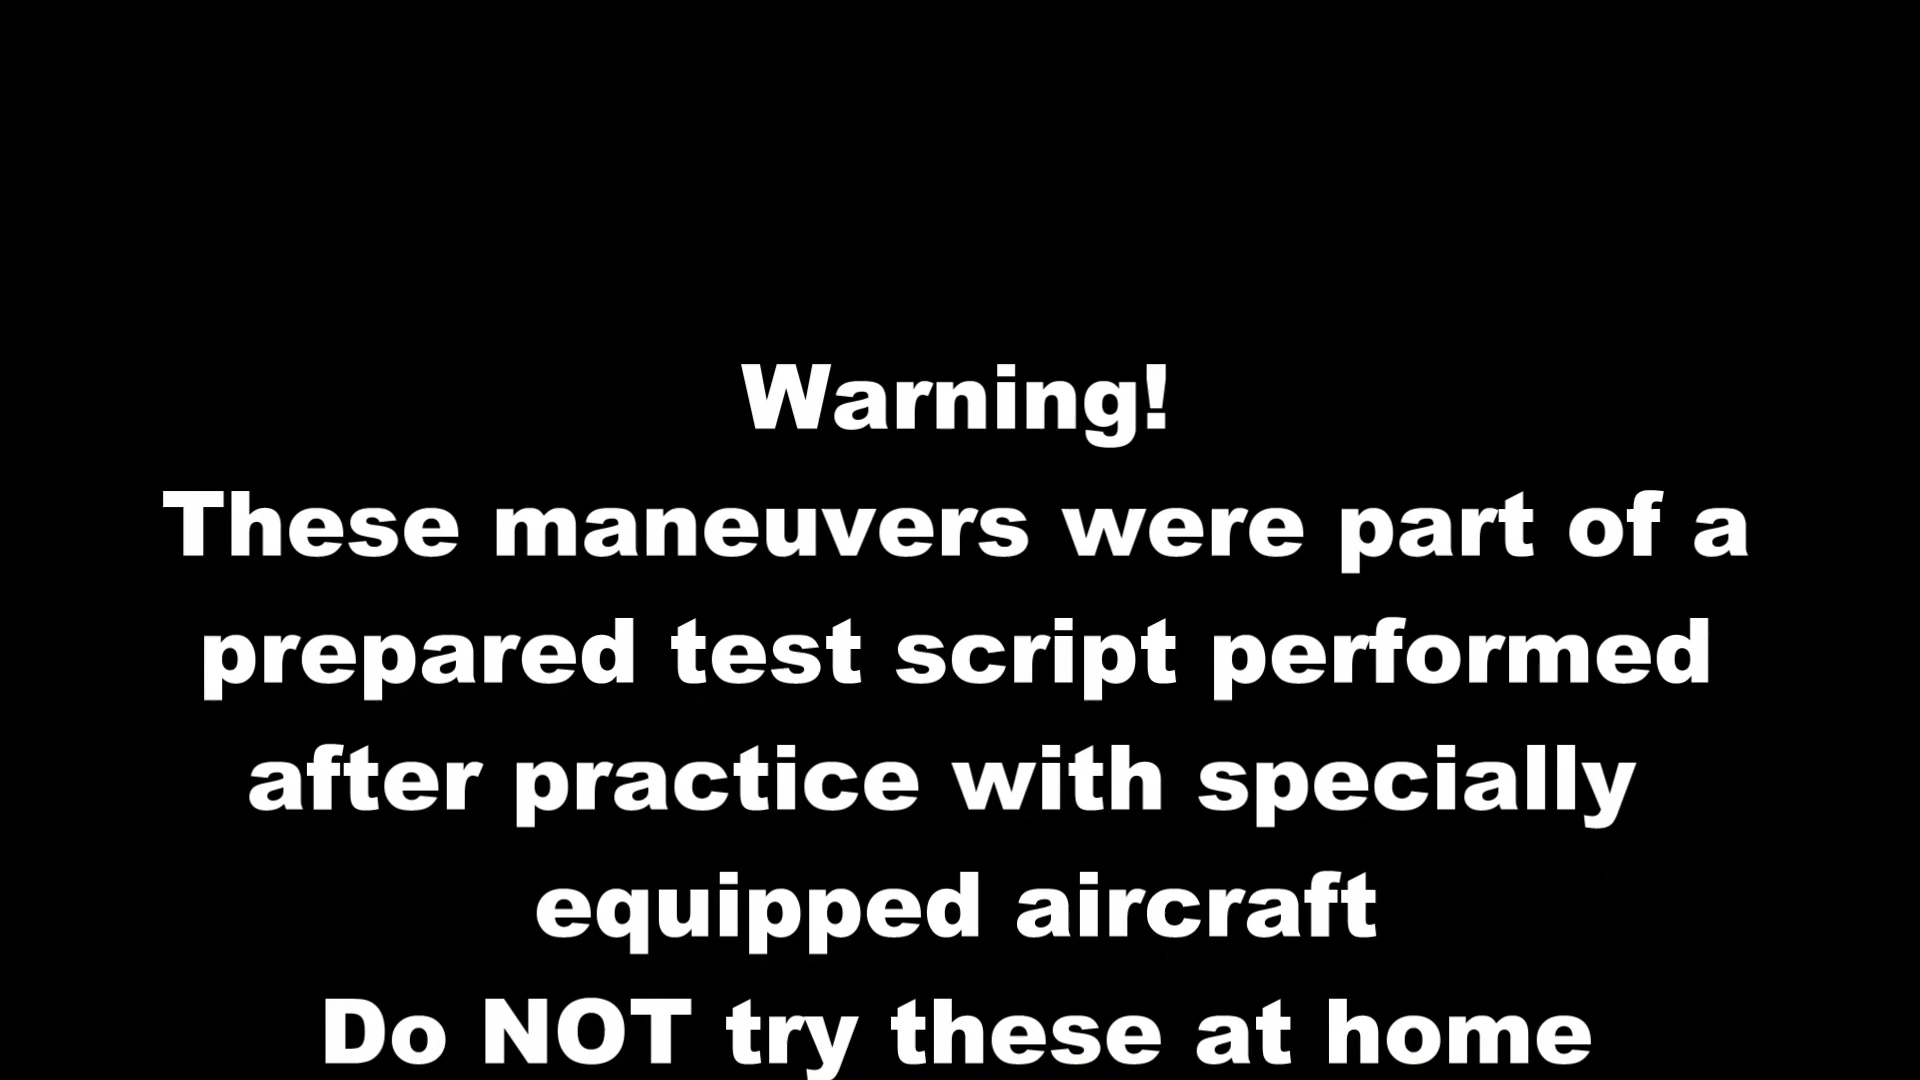 Warning!
These maneuvers were part of a
prepared test script performed
after practice with specially
equipped aircraft
Do NOT try these at home